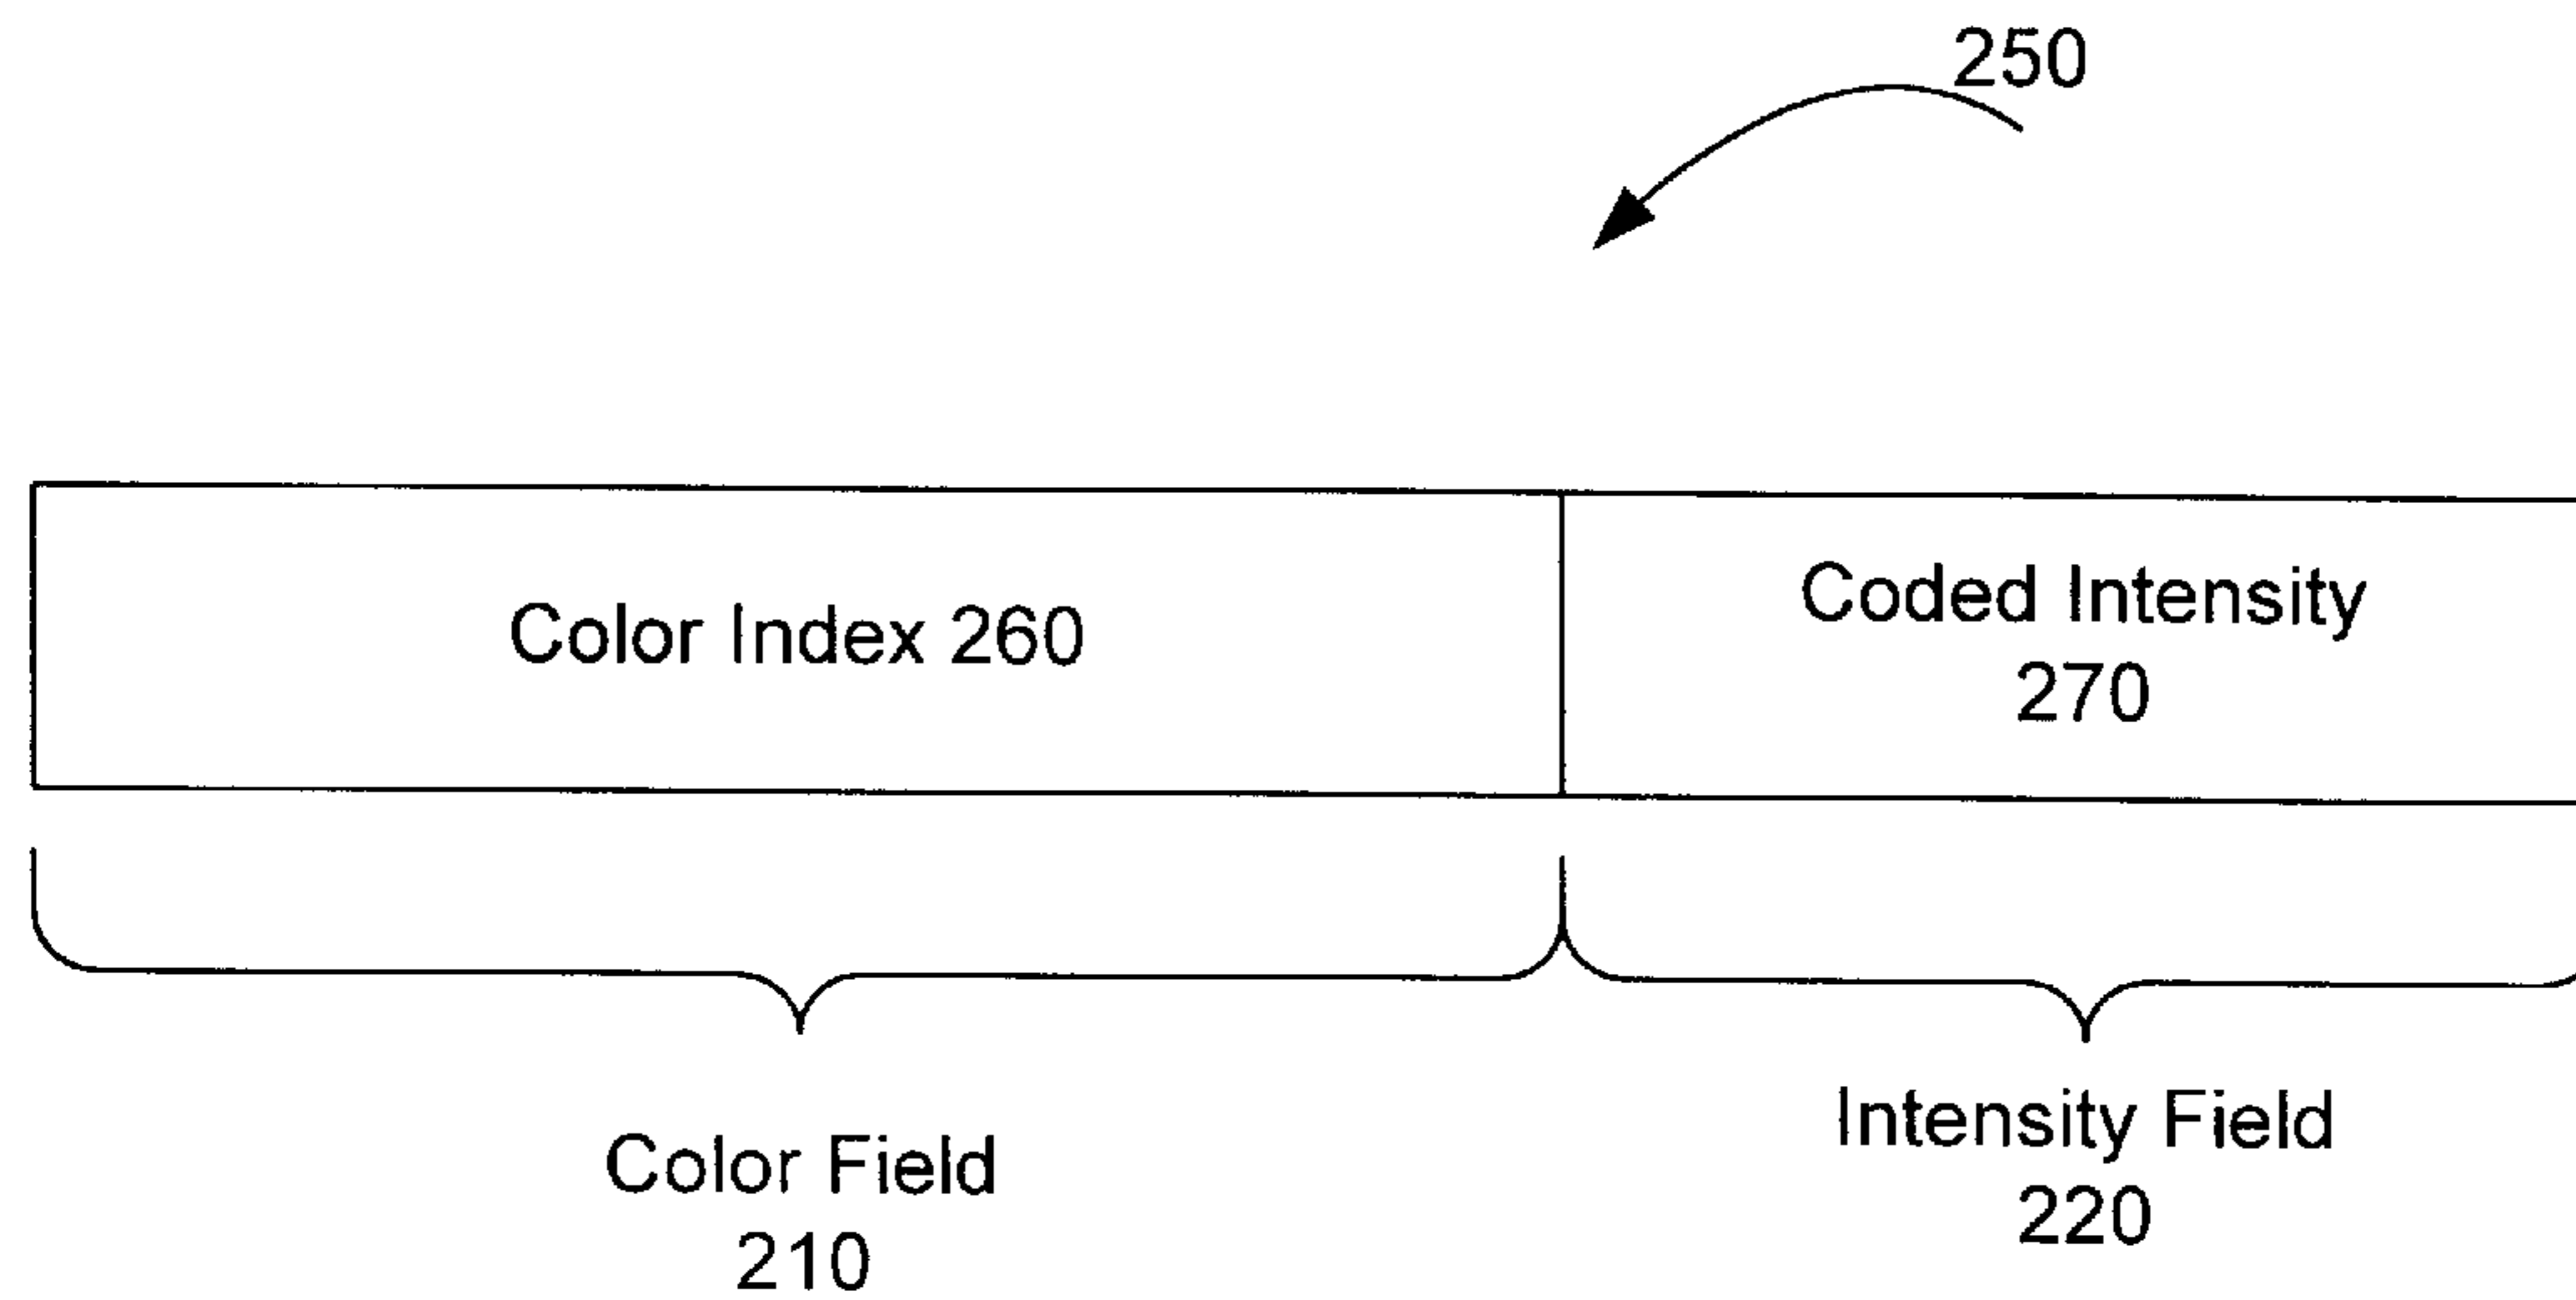 250
Color Index 260
Coded Intensity
270
Color Field
210
Intensity Field
220